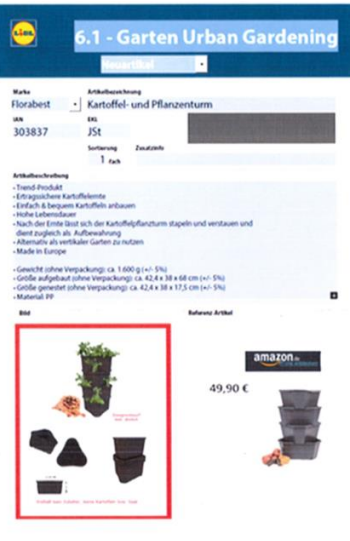 LIDL
6.1 - Garten Urban Gardening
Neuartikel
Marke
Artikelbezeichnung
Florabest
Kartoffel- und Pflanzenturm
IAN
EKL
303837
JSt
Sortierung
Zusatzinfo
1 fach
Artikelbeschreibung
- Trend-Produkt
- Ertragssichere Kartoffelernte
- Einfach & bequem Kartoffeln anbauen
- Hohe Lebensdauer
- Nach der Ernte lässt sich der Kartoffelpflanzturm stapeln und verstauen und
dient zugleich als Aufbewahrung
- Alternativ als vertikaler Garten zu nutzen
- Made in Europe
- Gewicht (ohne Verpackung): ca. 1.600 g (+/- 5%)
- Größe aufgebaut (ohne Verpackung): ca. 42,4 x 38 x 68 cm (+/- 5%)
- Größe genestet (ohne Verpackung): ca. 42,4 x 38 x 17,5 cm (+/- 5%)
- Material: PP
Bild
Referenz Artikel
amazon.de
49,90 €